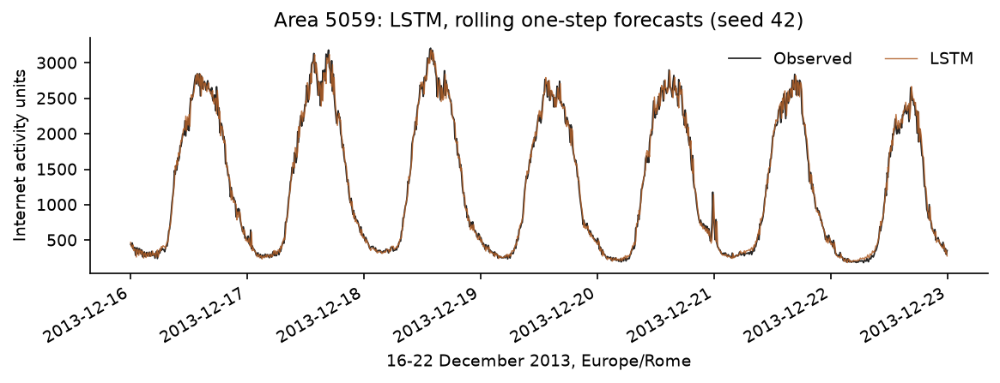 Area 5059: LSTM, rolling one-step forecasts (seed 42)
Observed
LSTM
Internet activity units
3000
2500
2000
1500
1000
500
2013-12-16
2013-12-17
2013-12-18
2013-12-19
2013-12-20
2013-12-21
2013-12-22
2013-12-23
16-22 December 2013, Europe/Rome